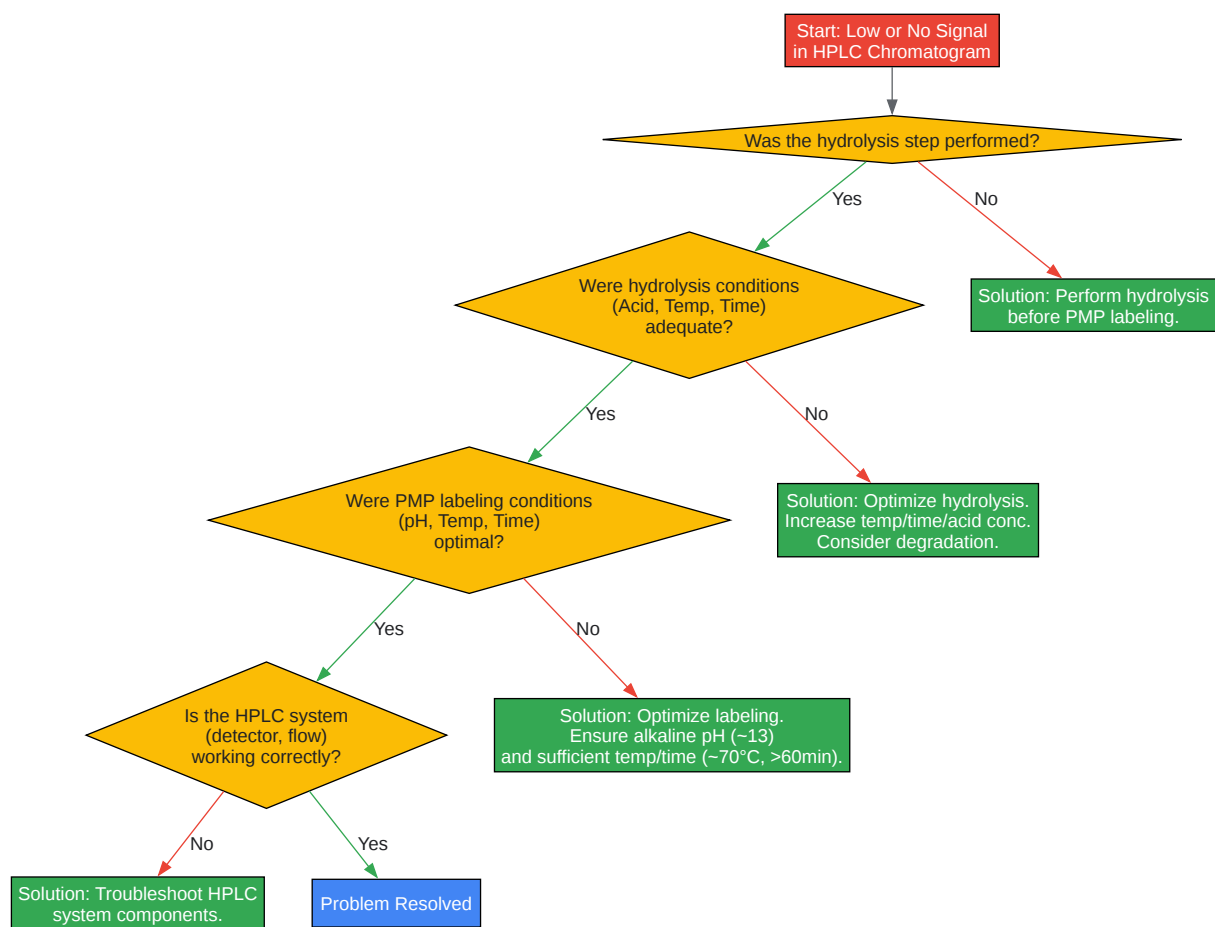 Start: Low or No Signal
in HPLC Chromatogram
Was the hydrolysis step performed?
Yes
No
Were hydrolysis conditions
(Acid, Temp, Time)
adequate?
Solution: Perform hydrolysis
before PMP labeling.
Yes
No
Were PMP labeling conditions
(pH, Temp, Time)
optimal?
Solution: Optimize hydrolysis.
Increase temp/time/acid conc.
Consider degradation.
Yes
No
Is the HPLC system
(detector, flow)
working correctly?
Solution: Optimize labeling.
Ensure alkaline pH (~13)
and sufficient temp/time (~70°C, >60min).
No
Yes
Solution: Troubleshoot HPLC
system components.
Problem Resolved